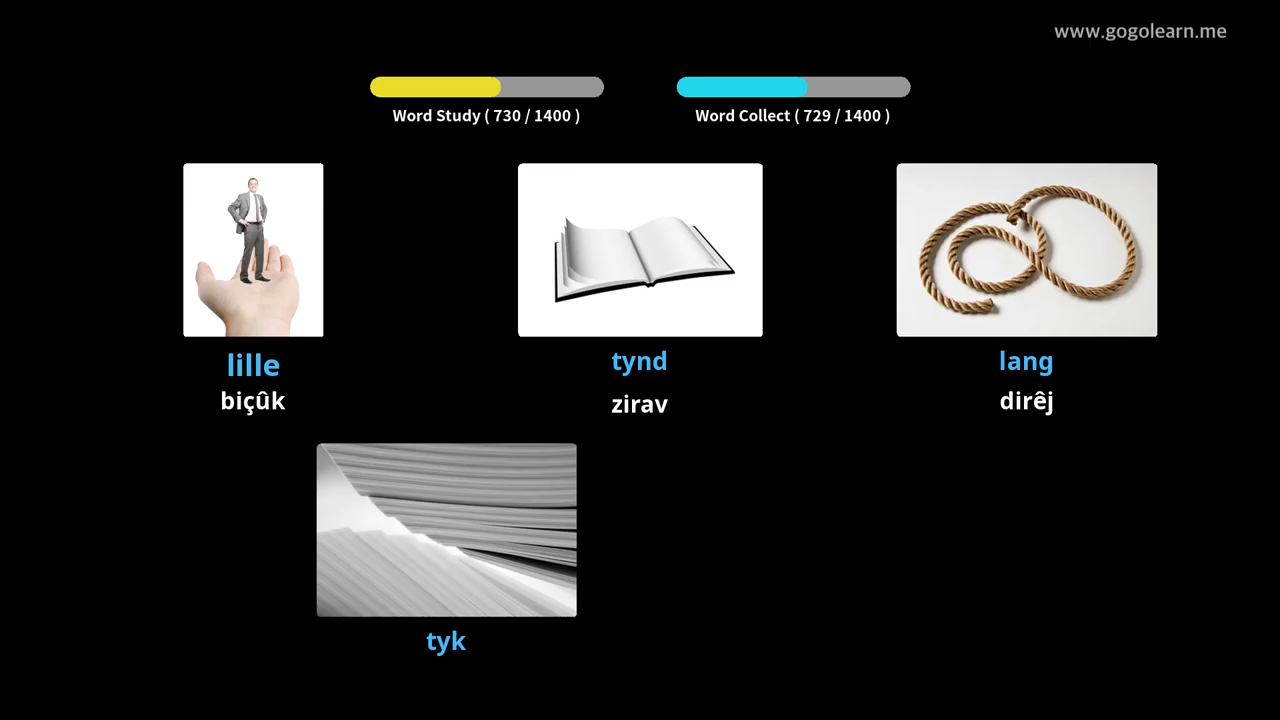 www.gogolearn.me
Word Study ( 730 / 1400 )
Word Collect ( 729 / 1400 )
lille
biçûk
tynd
zirav
lang
dirêj
tyk